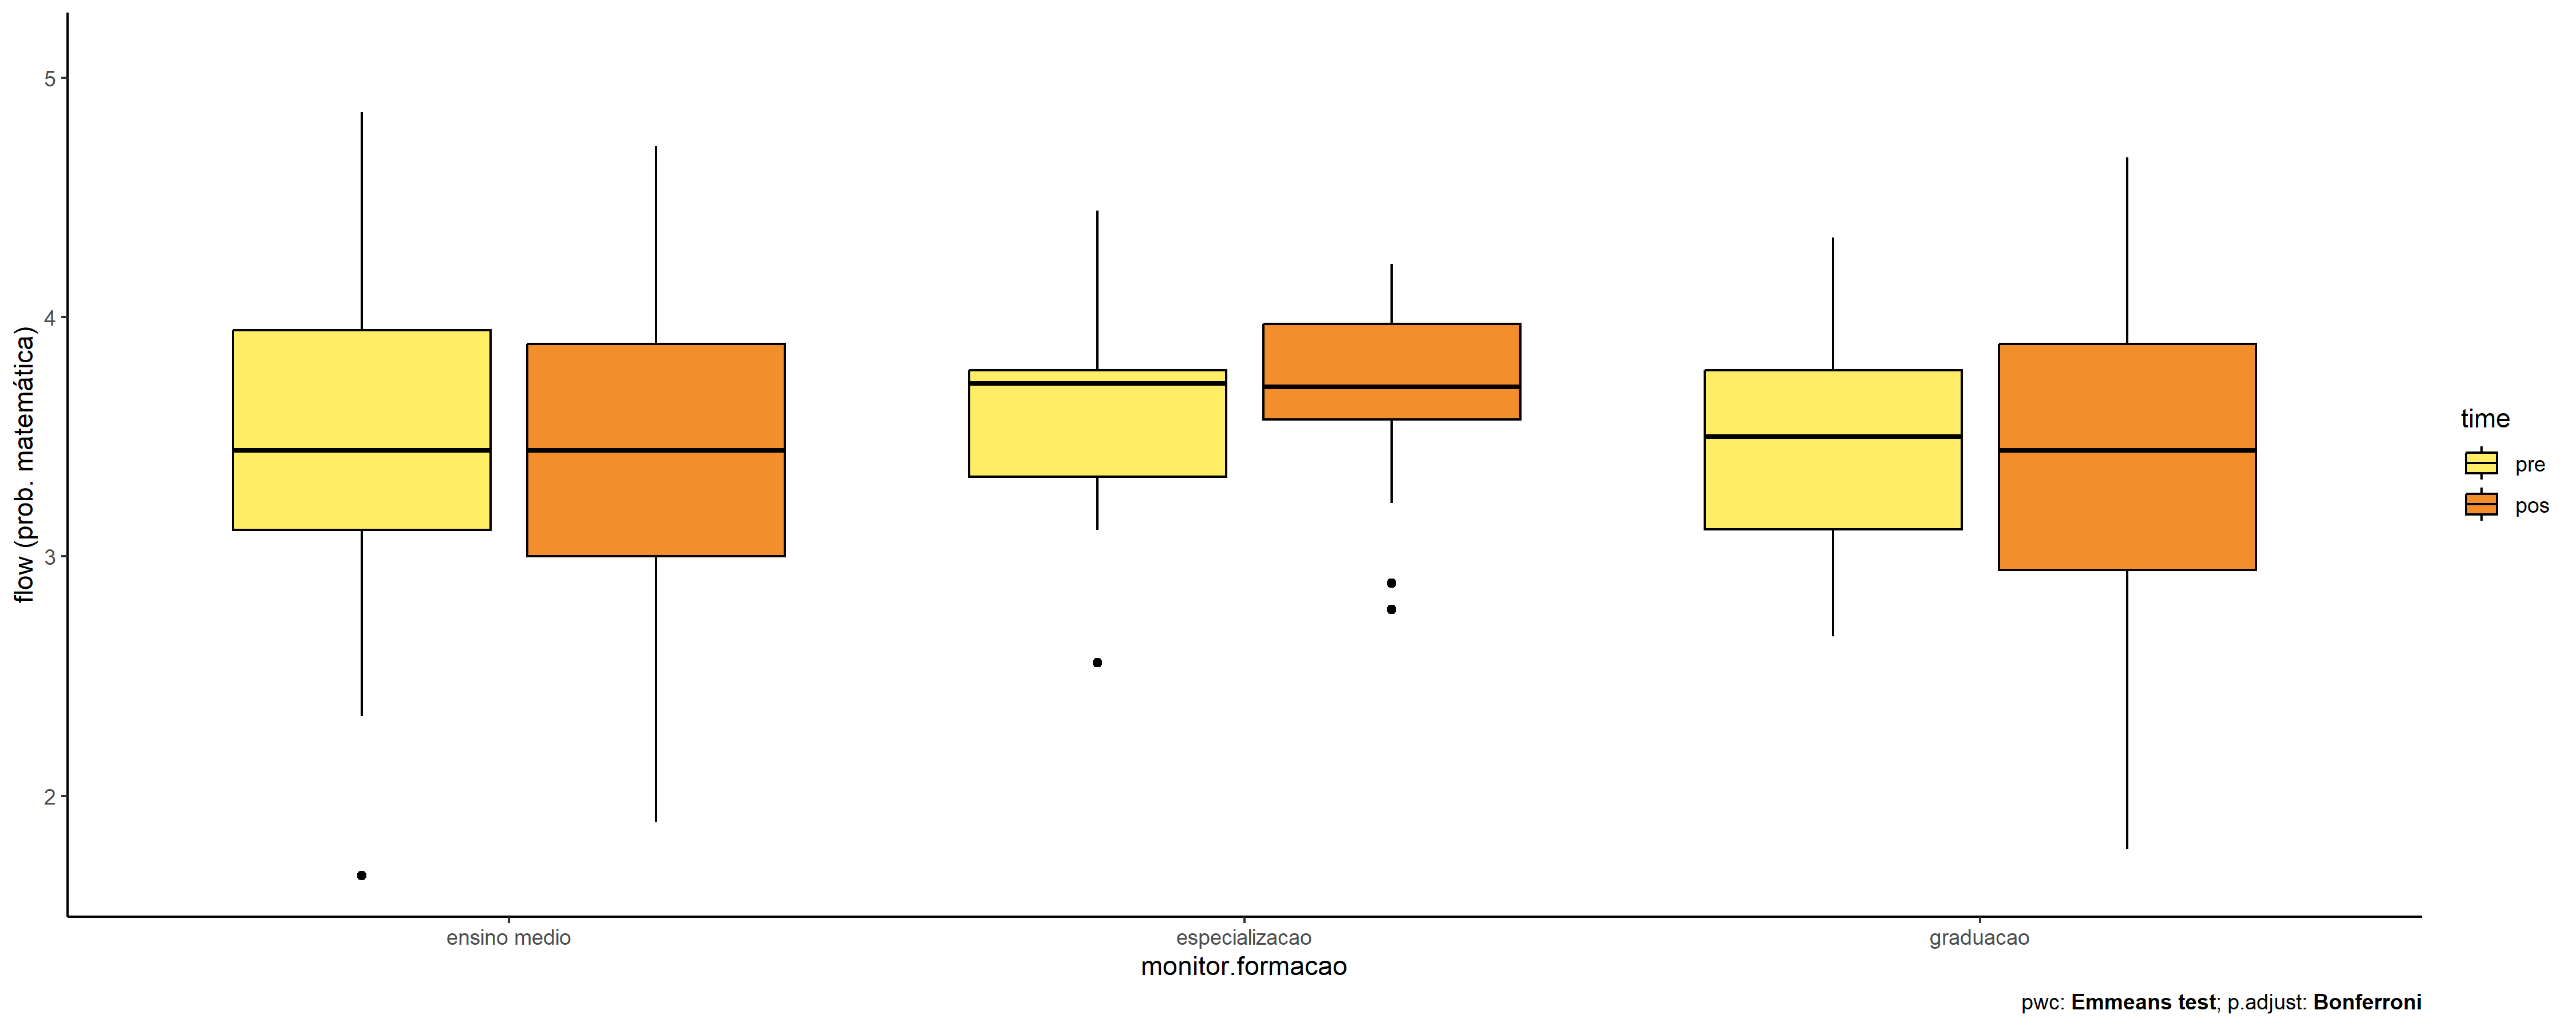 5
4
3
2
flow (prob. matemática)
ensino medio
especializacao
graduacao
monitor.formacao
time
pre
pos
pwc: Emmeans test; p.adjust: Bonferroni